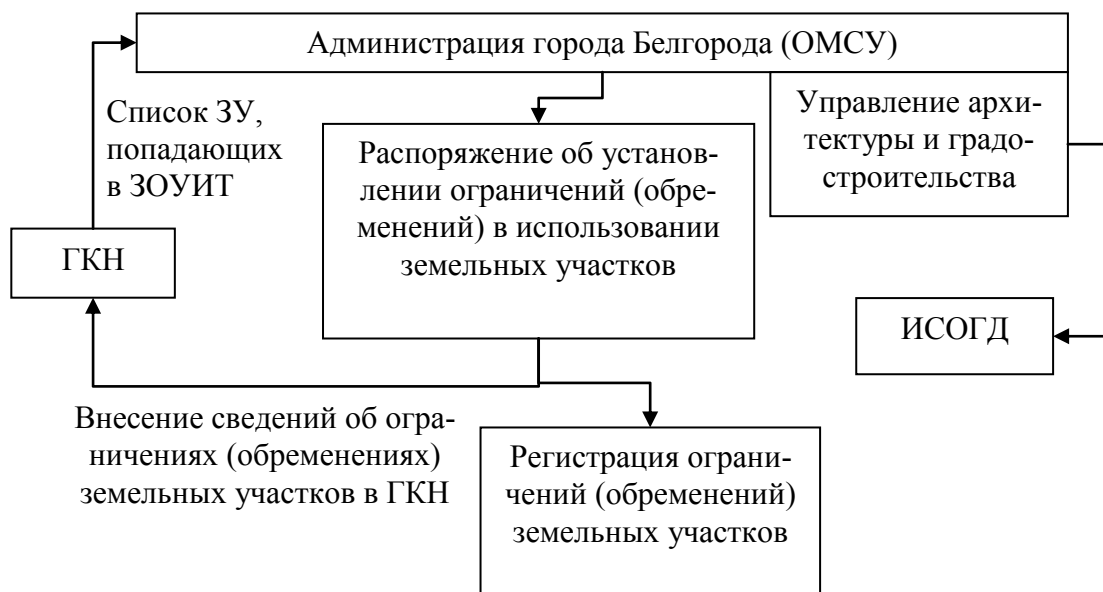 Администрация города Белгорода (ОМСУ)
Список ЗУ,
попадающих
в ЗОУИТ
Управление архи-
тектуры и градо-
строительства
Распоряжение об установ-
лении ограничений (обре-
менений) в использовании
земельных участков
ГКН
ИСОГД
Внесение сведений об огра-
ничениях (обременениях)
земельных участков в ГКН
Регистрация ограни-
чений (обременений)
земельных участков